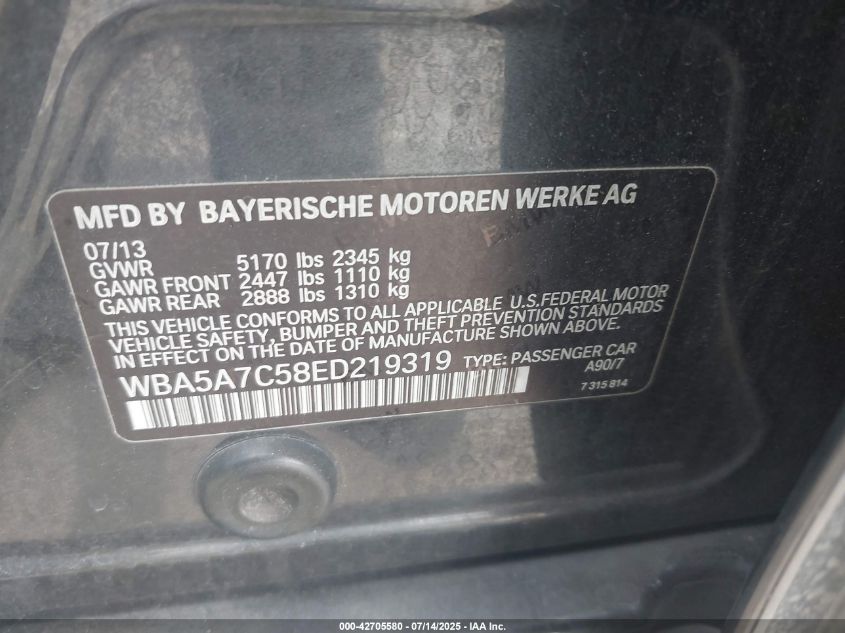 MFD BY BAYERISCHE MOTOREN WERKE AG
07/13
GVWR 5170 lbs 2345 kg
GAWR FRONT 2447 lbs 1110 kg
GAWR REAR 2888 lbs 1310 kg
THIS VEHICLE CONFORMS TO ALL APPLICABLE U.S.FEDERAL MOTOR
VEHICLE SAFETY, BUMPER AND THEFT PREVENTION STANDARDS
IN EFFECT ON THE DATE OF MANUFACTURE SHOWN ABOVE.
WBA5A7C58ED219319 TYPE: PASSENGER CAR
A90/7
7 315 814
000-42705580 - 07/14/2025 - IAA Inc.